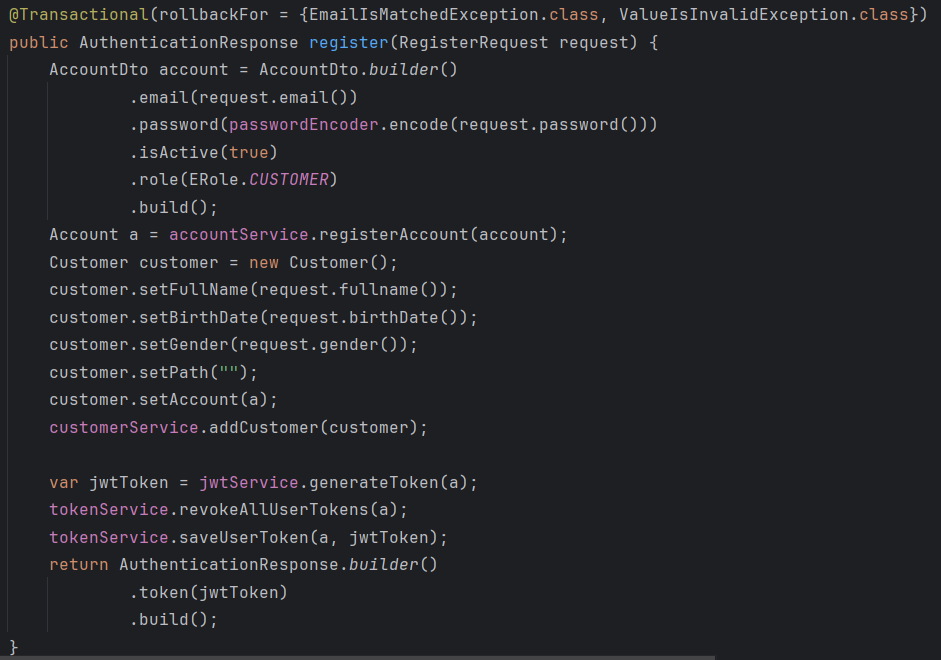 @Transactional(rollbackFor = {EmailIsMatchedException.class, ValueIsInvalidException.class})
public AuthenticationResponse register(RegisterRequest request) {
    AccountDto account = AccountDto.builder()
            .email(request.email())
            .password(passwordEncoder.encode(request.password()))
            .isActive(true)
            .role(ERole.CUSTOMER)
            .build();
    Account a = accountService.registerAccount(account);
    Customer customer = new Customer();
    customer.setFullName(request.fullname());
    customer.setBirthDate(request.birthDate());
    customer.setGender(request.gender());
    customer.setPath("");
    customer.setAccount(a);
    customerService.addCustomer(customer);

    var jwtToken = jwtService.generateToken(a);
    tokenService.revokeAllUserTokens(a);
    tokenService.saveUserToken(a, jwtToken);
    return AuthenticationResponse.builder()
            .token(jwtToken)
            .build();
}